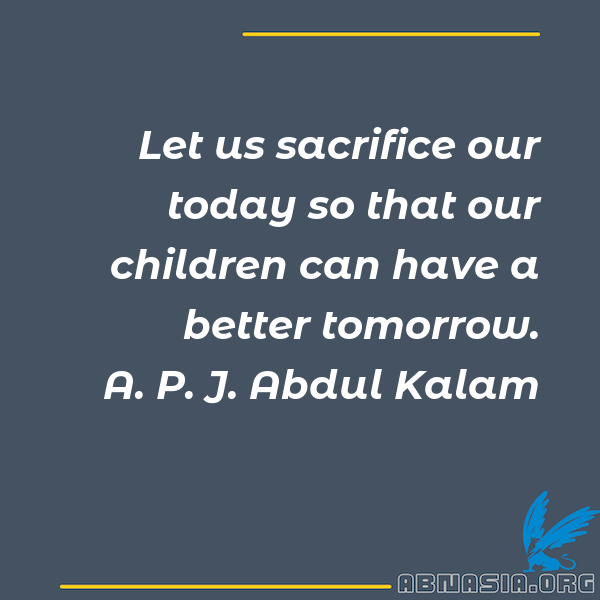 Let us sacrifice our
today so that our
children can have a
better tomorrow.
A. P. J. Abdul Kalam
ABNASIA.ORG